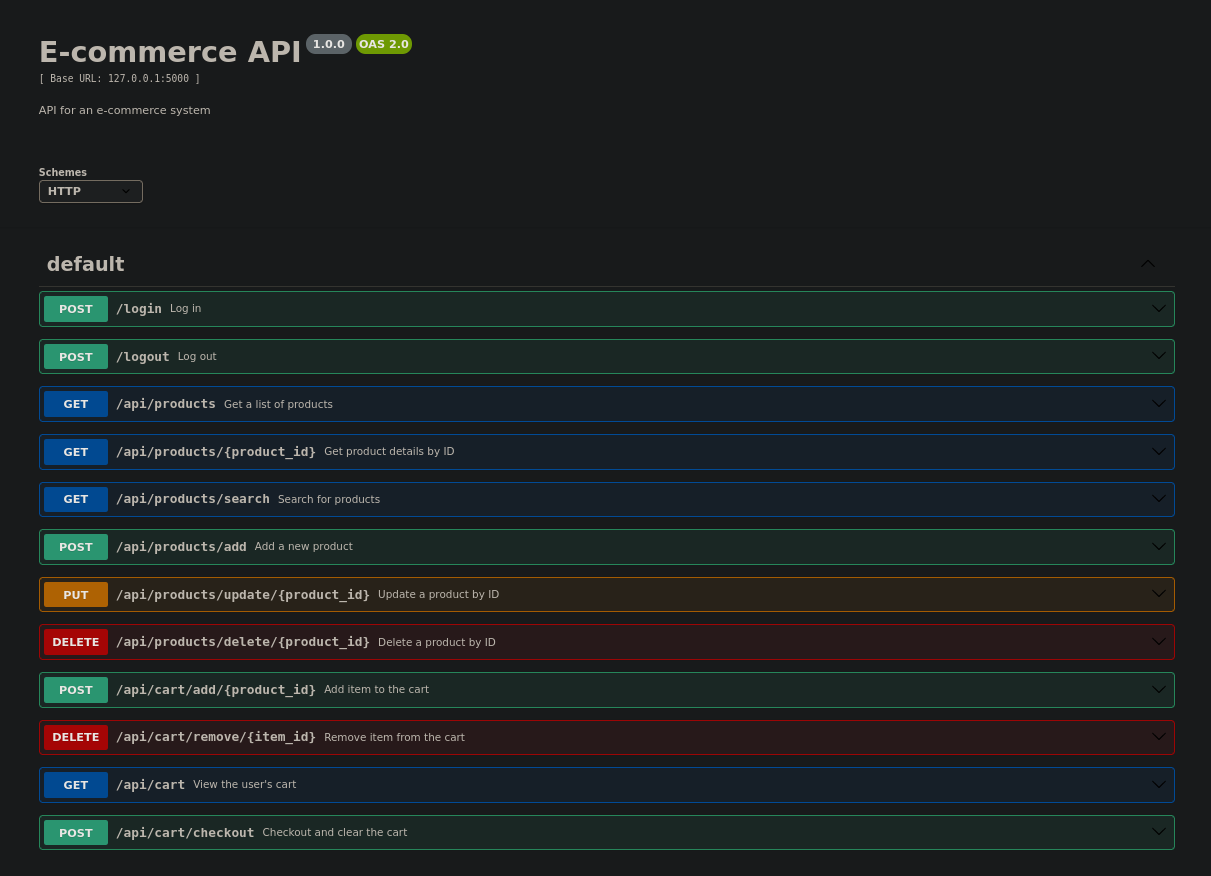 E-commerce API 1.0.0 OAS 2.0
[ Base URL: 127.0.0.1:5000 ]
API for an e-commerce system
Schemes
HTTP
default
POST /login Log in
POST /logout Log out
GET /api/products Get a list of products
GET /api/products/{product_id} Get product details by ID
GET /api/products/search Search for products
POST /api/products/add Add a new product
PUT /api/products/update/{product_id} Update a product by ID
DELETE /api/products/delete/{product_id} Delete a product by ID
POST /api/cart/add/{product_id} Add item to the cart
DELETE /api/cart/remove/{item_id} Remove item from the cart
GET /api/cart View the user's cart
POST /api/cart/checkout Checkout and clear the cart